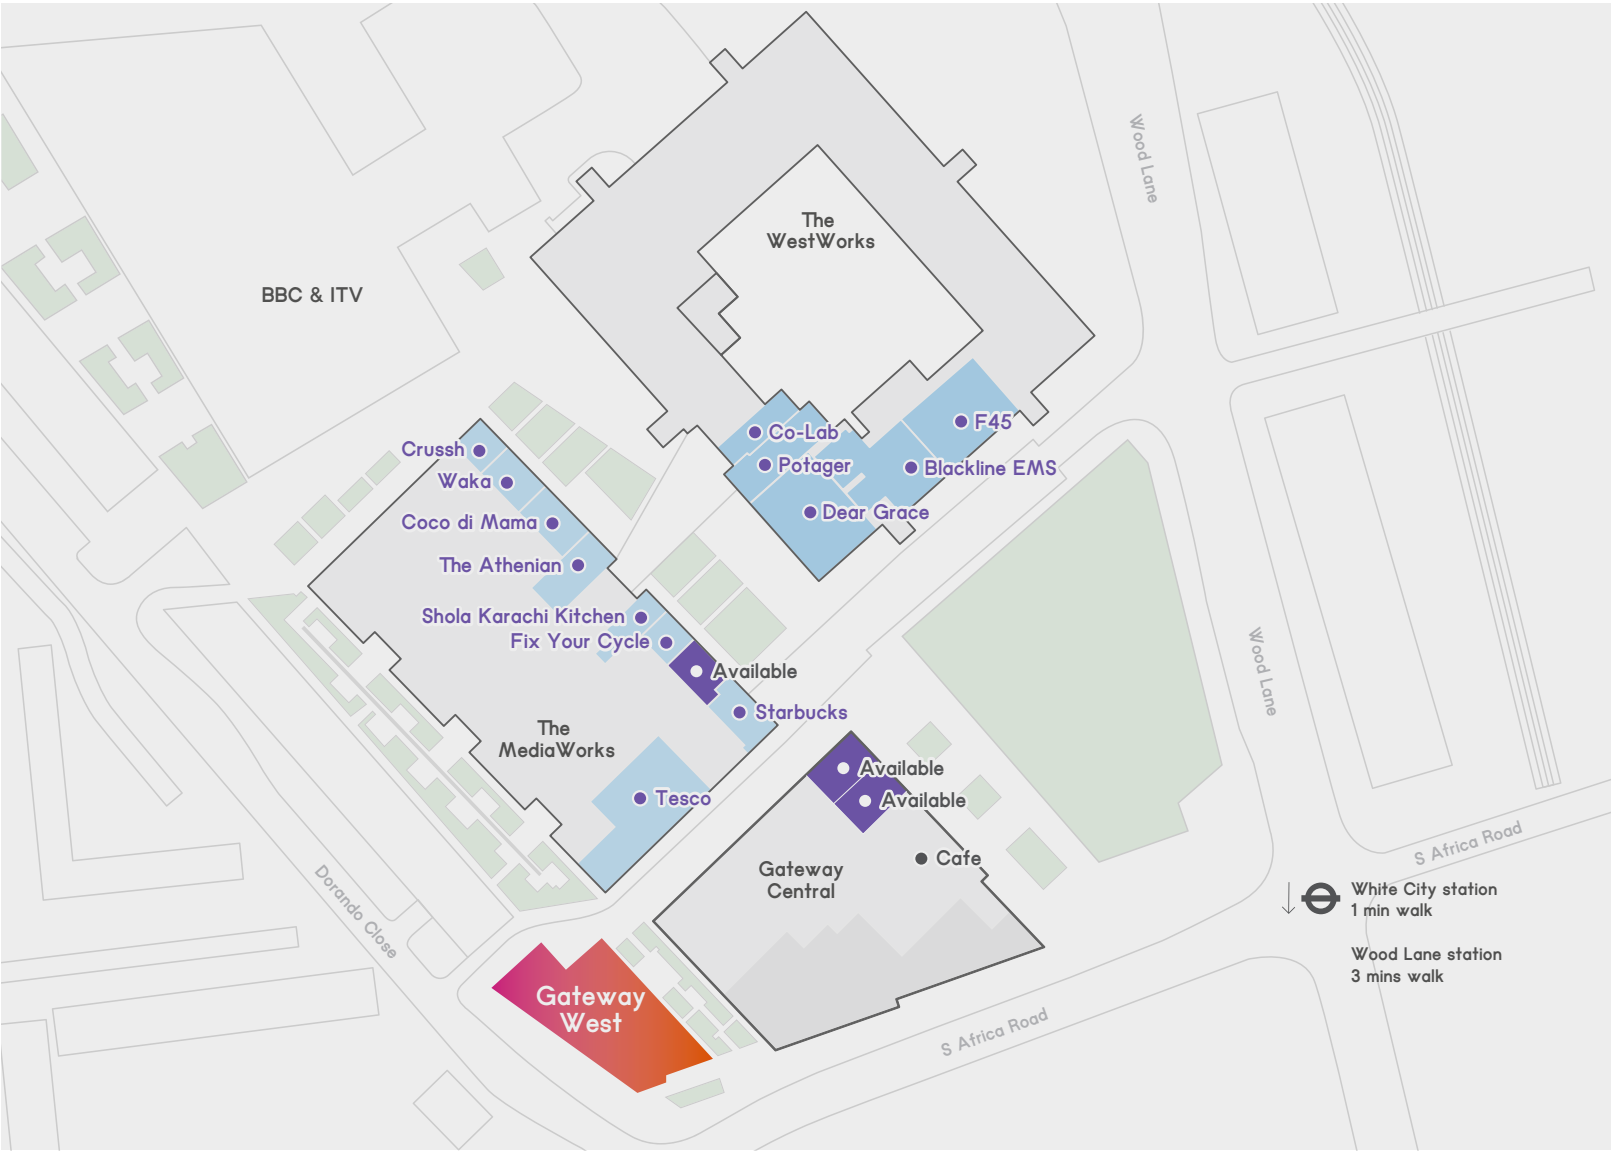 Wood Lane
The
WestWorks
BBC & ITV
F45
Co-Lab
Crussh
Potager
Blackline EMS
Waka
Dear Grace
Coco di Mama
The Athenian
Shola Karachi Kitchen
Fix Your Cycle
Available
Wood Lane
Starbucks
The
MediaWorks
Available
Tesco
Available
S Africa Road
Cafe
Gateway
Central
White City station
1 min walk
Dorando Close
Wood Lane station
3 mins walk
Gateway
West
S Africa Road